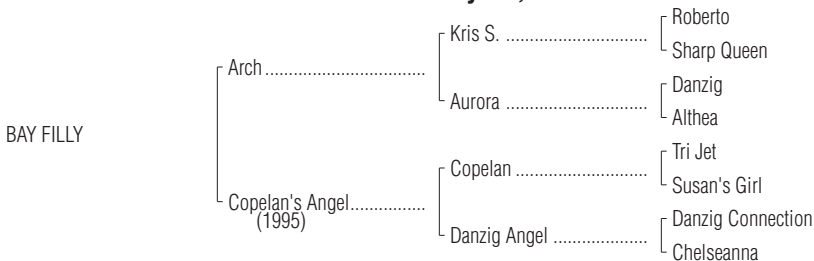 Roberto
Kris S. ................................
Sharp Queen
Arch ....................................
Danzig
Aurora ................................
Althea
BAY FILLY
Tri Jet
Copelan ..............................
Susan's Girl
Copelan's Angel.................
(1995)
Danzig Connection
Danzig Angel .....................
Chelseanna